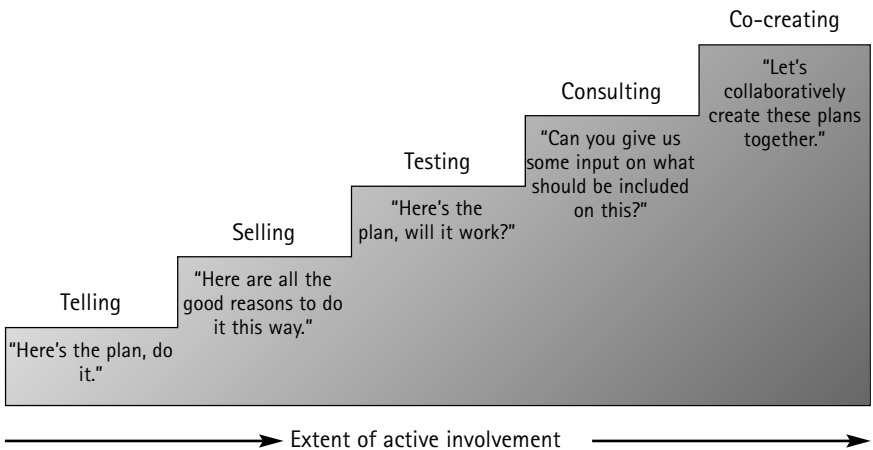 Telling
“Here’s the plan, do
it.”
Selling
“Here are all the
good reasons to do
it this way.”
Testing
“Here’s the
plan, will it work?”
Consulting
“Can you give us
some input on what
should be included
on this?”
Co-creating
“Let’s
collaboratively
create these plans
together.”
Extent of active involvement